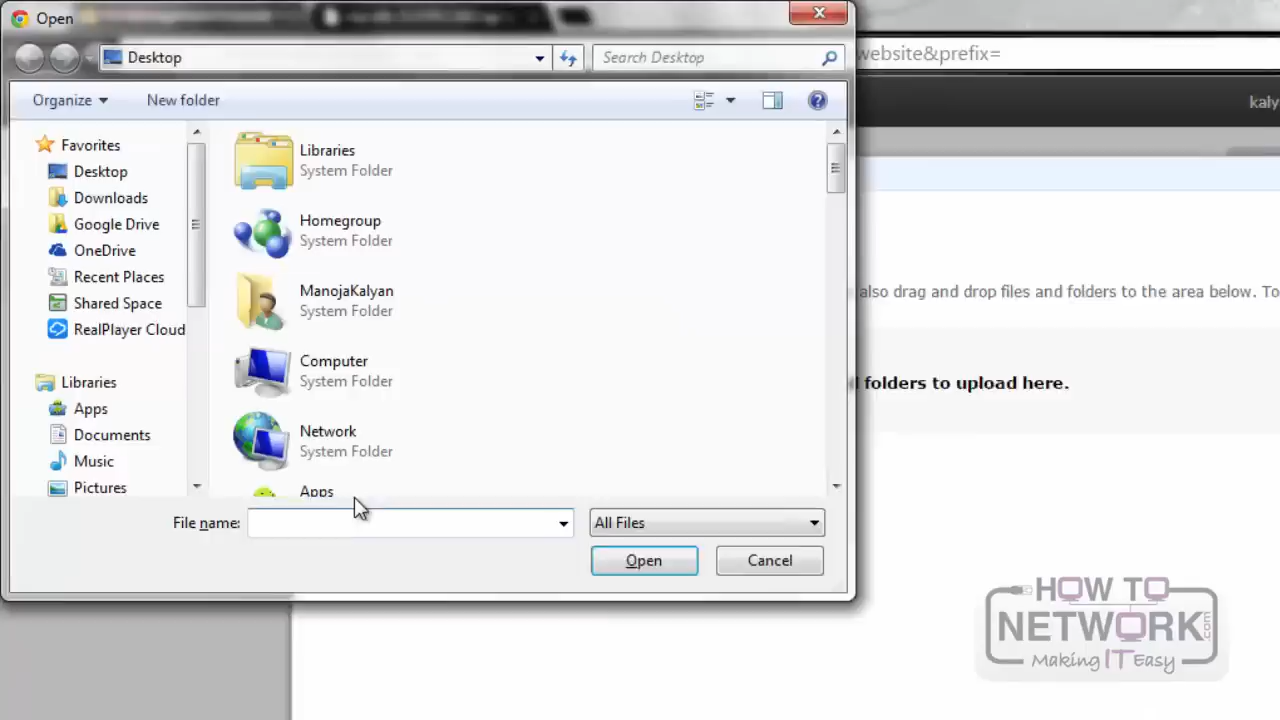 Open
Desktop
Search Desktop
website&prefix=
Organize
New folder
kaly
Favorites
Desktop
Downloads
Google Drive
OneDrive
Recent Places
Shared Space
RealPlayer Cloud
Libraries
Apps
Documents
Music
Pictures
Libraries
System Folder
Homegroup
System Folder
ManojaKalyan
System Folder
Computer
System Folder
Network
System Folder
Apps
also drag and drop files and folders to the area below. To
folders to upload here.
File name:
All Files
Open
Cancel
HOW TO
NETWORK.com
Making IT Easy